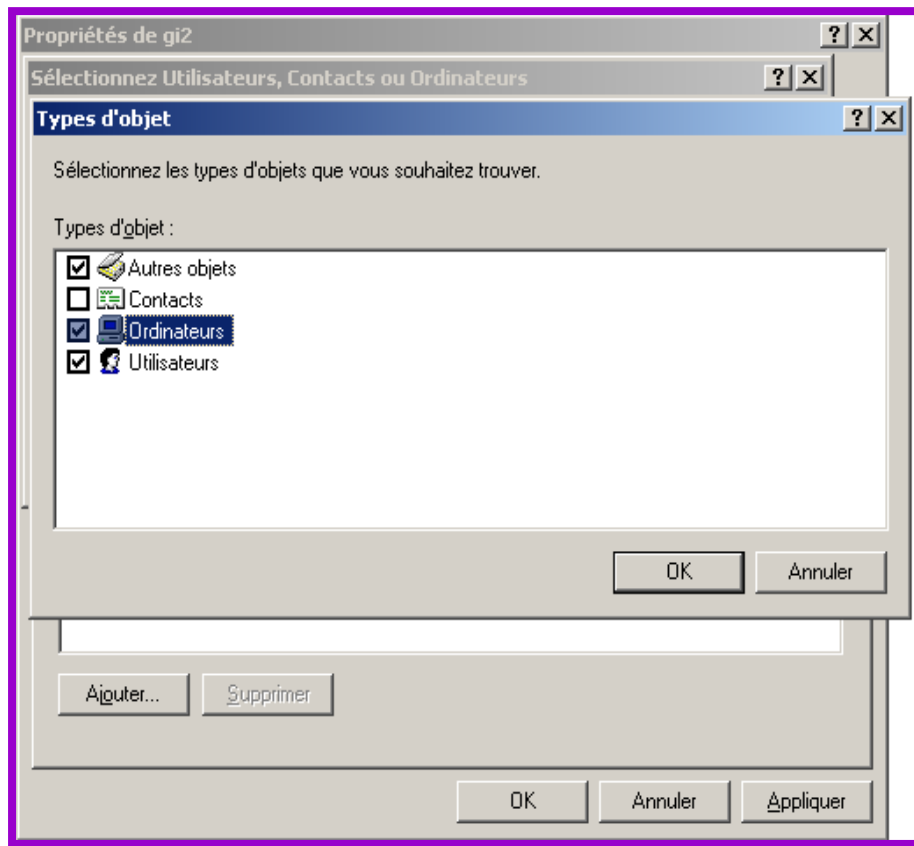 Propriétés de gi2
Sélectionnez Utilisateurs, Contacts ou Ordinateurs
Types d'objet
Sélectionnez les types d'objets que vous souhaitez trouver.
Types d'objet :
Autres objets
Contacts
Ordinateurs
Utilisateurs
OK Annuler
Ajouter... Supprimer
OK Annuler Appliquer